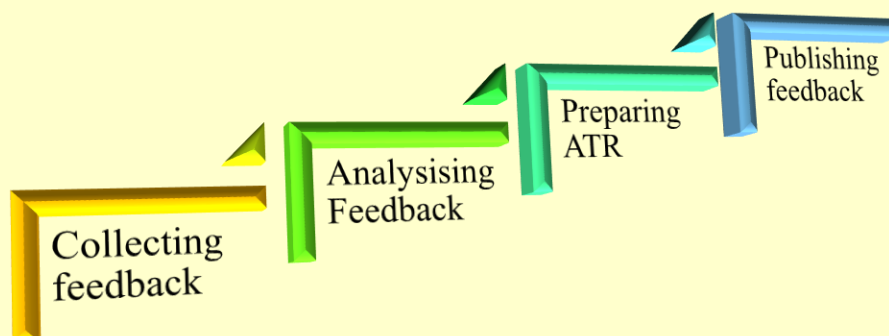 Collecting
feedback
Analysising
Feedback
Preparing
ATR
Publishing
feedback